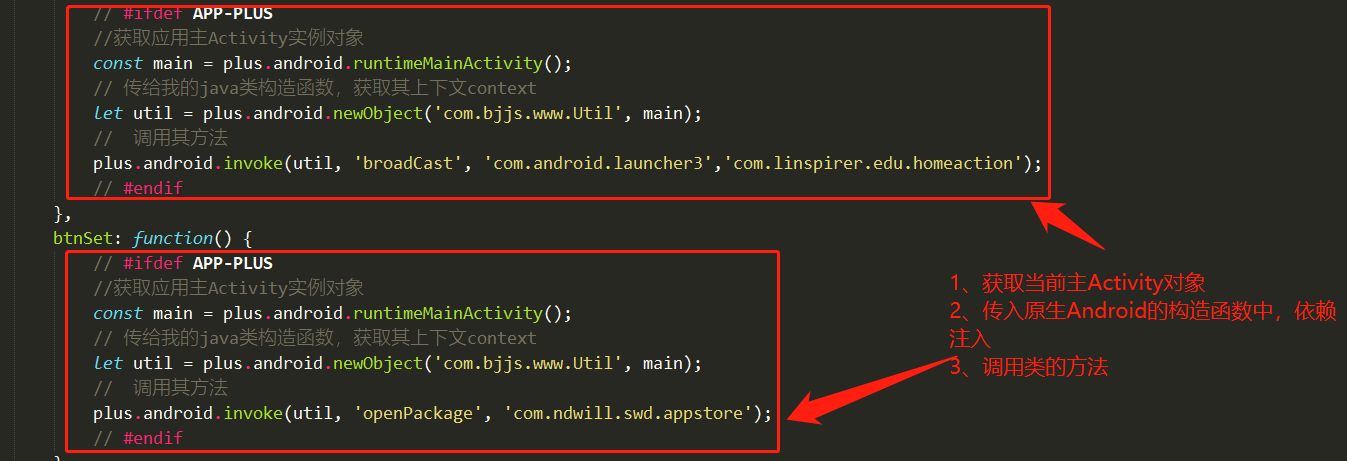 // #ifdef APP-PLUS
//获取应用主Activity实例对象
const main = plus.android.runtimeMainActivity();
// 传给我的java类构造函数，获取其上下文context
let util = plus.android.newObject('com.bjjs.www.Util', main);
//  调用其方法
plus.android.invoke(util, 'broadCast', 'com.android.launcher3','com.linspirer.edu.homeaction');
// #endif
},
btnSet: function() {
// #ifdef APP-PLUS
//获取应用主Activity实例对象
const main = plus.android.runtimeMainActivity();
// 传给我的java类构造函数，获取其上下文context
let util = plus.android.newObject('com.bjjs.www.Util', main);
//  调用其方法
plus.android.invoke(util, 'openPackage', 'com.ndwill.swd.appstore');
// #endif
1、获取当前主Activity对象
2、传入原生Android的构造函数中，依赖
注入
3、调用类的方法